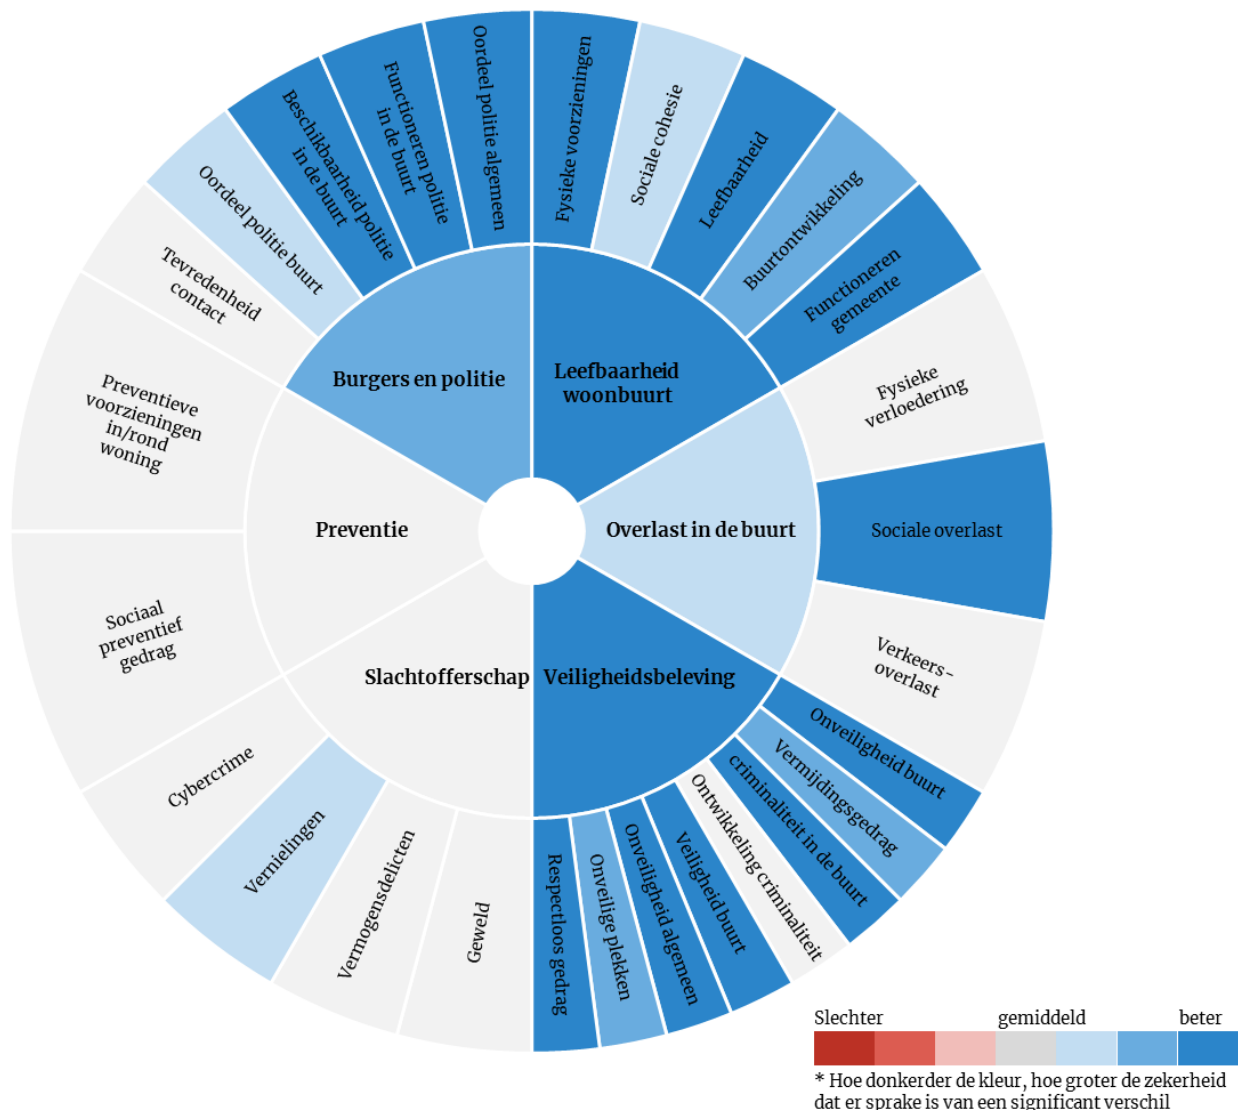 Fysieke voorzieningen
Sociale cohesie
Leefbaarheid
Buurtontwikkeling
Functioneren
gemeente
Fysieke
verloedering
Sociale overlast
Verkeers-
overlast
Onveiligheid buurt
Vermijdingsgedrag
criminaliteit in de buurt
Ontwikkeling criminaliteit
Veiligheid buurt
Onveiligheid algemeen
Onveilige plekken
Respectloos gedrag
Geweld
Vermogensdelicten
Vernielingen
Cybercrime
Sociaal
preventief
gedrag
Preventieve
voorzieningen
in/rond
woning
Tevredenheid
contact
Oordeel politie buurt
Beschikbaarheid politie
in de buurt
Functioneren politie
in de buurt
Oordeel politie algemeen
Burgers en politie
Leefbaarheid
woonbuurt
Preventie
Overlast in de buurt
Slachtofferschap
Veiligheidsbeleving
Slechter gemiddeld beter
* Hoe donkerder de kleur, hoe groter de zekerheid
dat er sprake is van een significant verschil